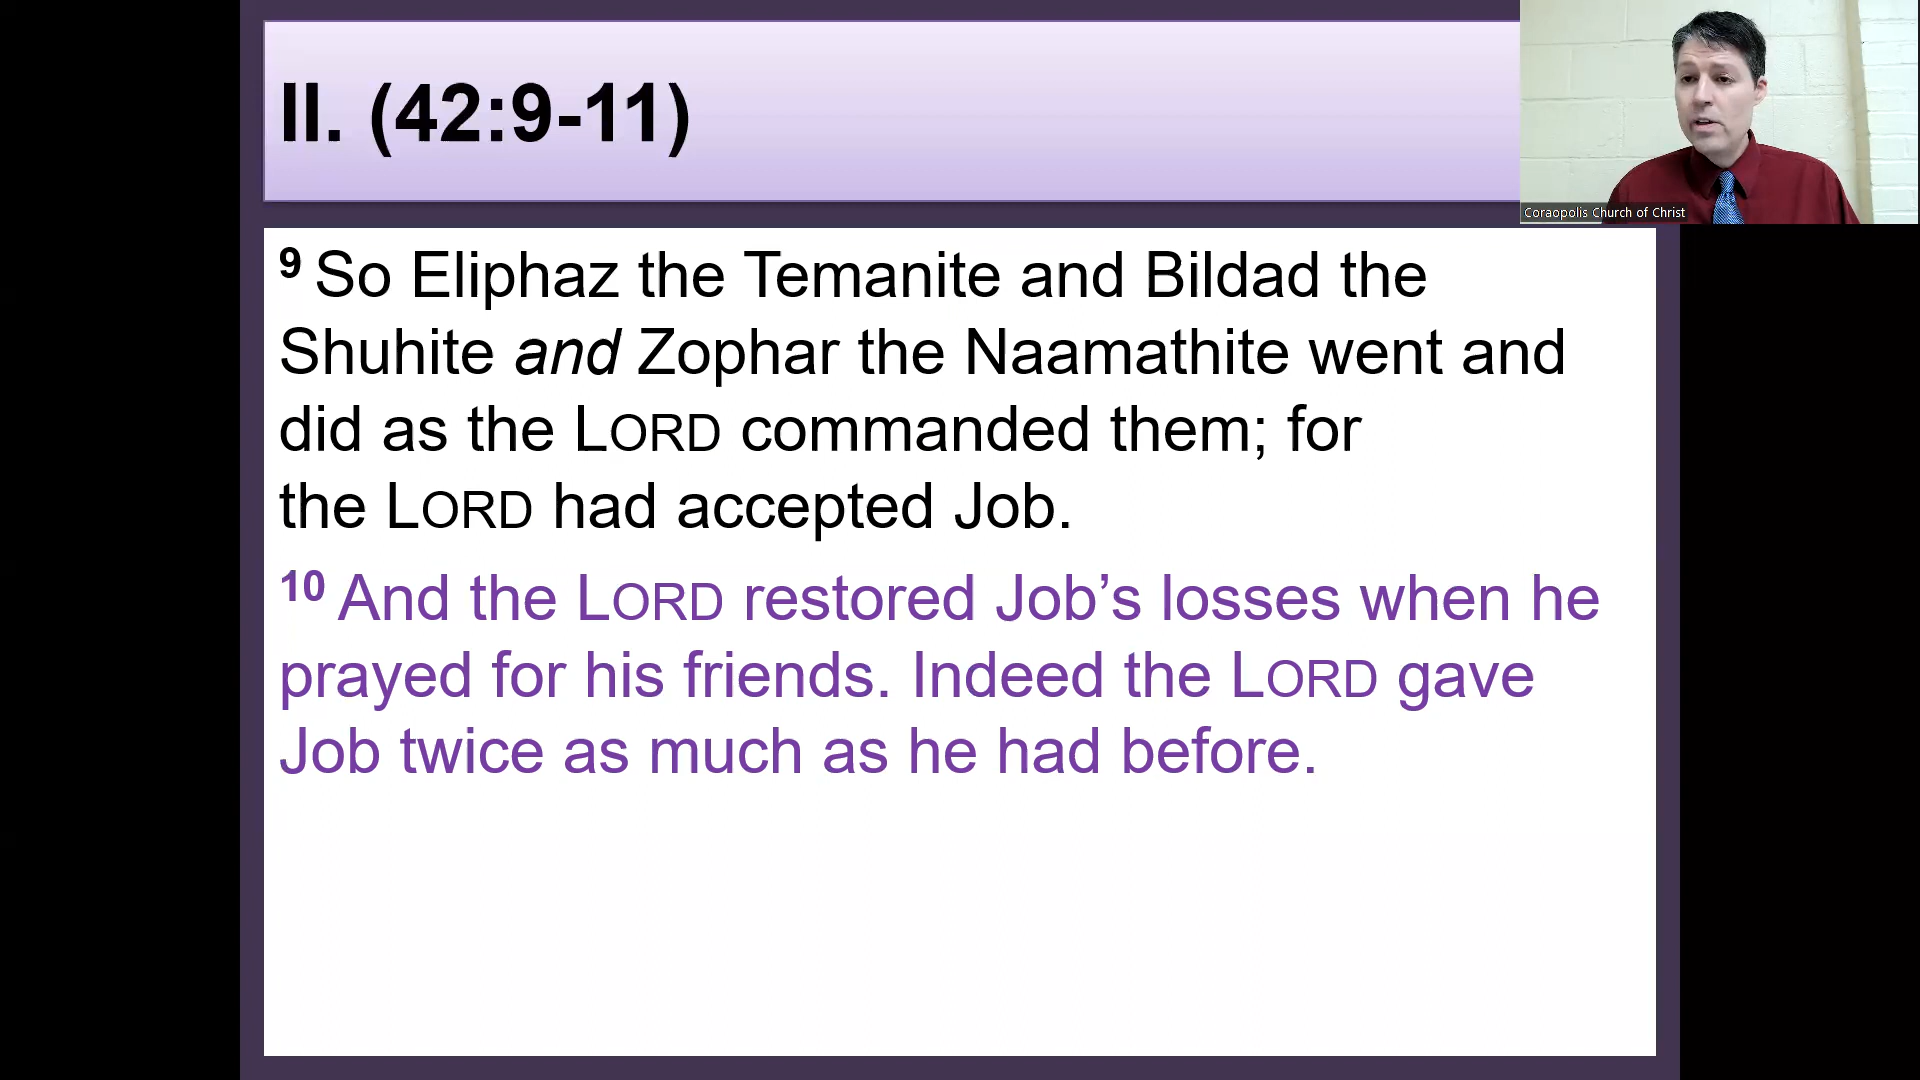 II. (42:9-11)
Coraopolis Church of Christ
9 So Eliphaz the Temanite and Bildad the
Shuhite and Zophar the Naamathite went and
did as the LORD commanded them; for
the LORD had accepted Job.
10 And the LORD restored Job’s losses when he
prayed for his friends. Indeed the LORD gave
Job twice as much as he had before.